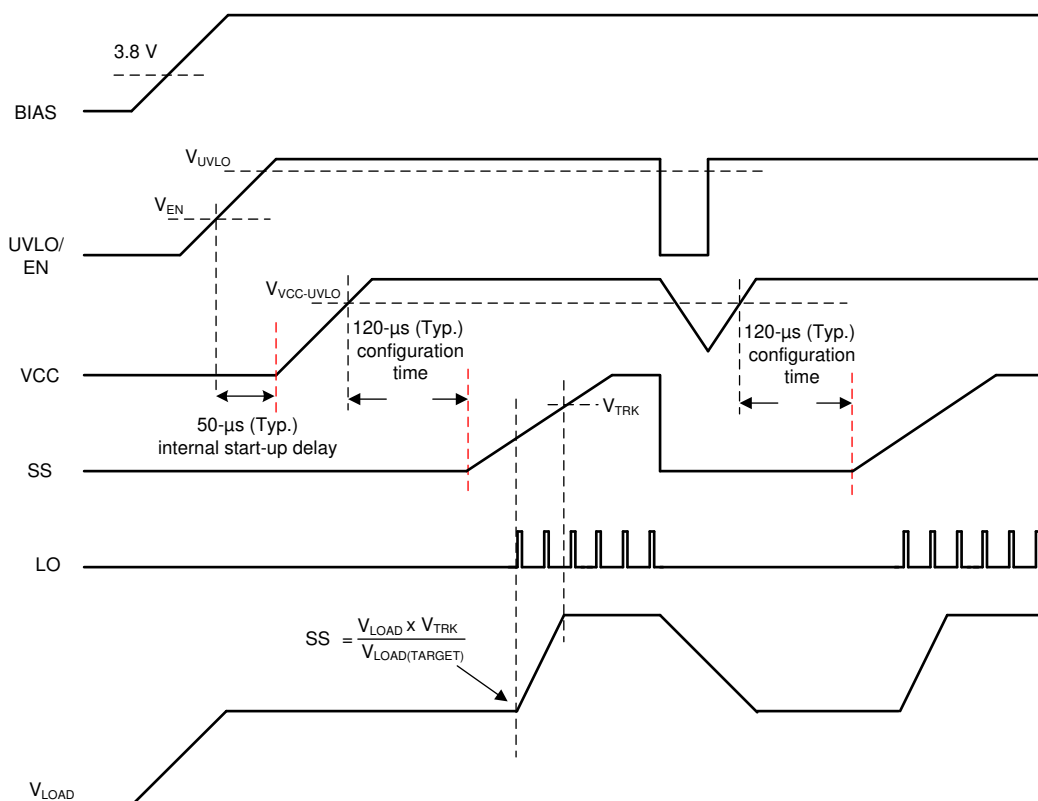 3.8 V
BIAS
VUVLO
VEN
UVLO/
EN
VVCC-UVLO
120-µs (Typ.)
configuration
time
120-µs (Typ.)
configuration
time
VCC
VTRK
50-µs (Typ.)
internal start-up delay
SS
LO
SS = VLOAD x VTRK
VLOAD(TARGET)
VLOAD